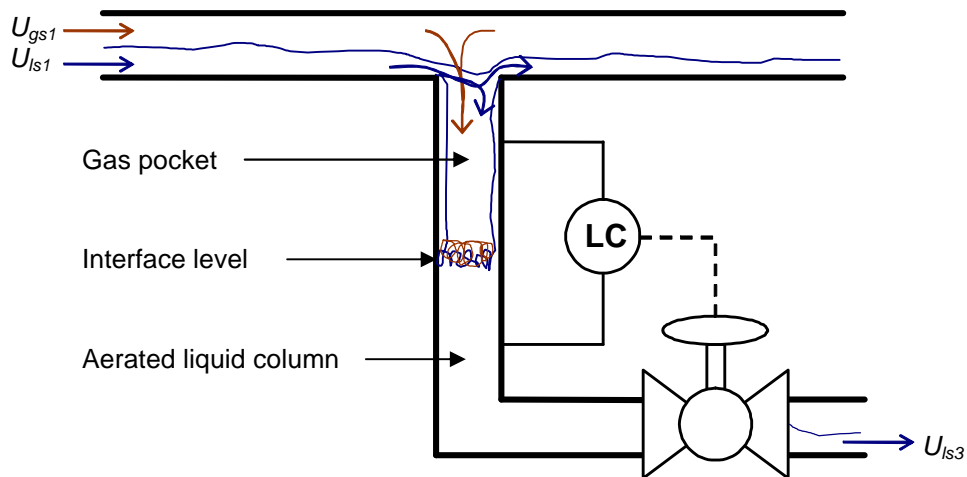 Ugs1
Uls1
Gas pocket
Interface level
Aerated liquid column
LC
Uls3